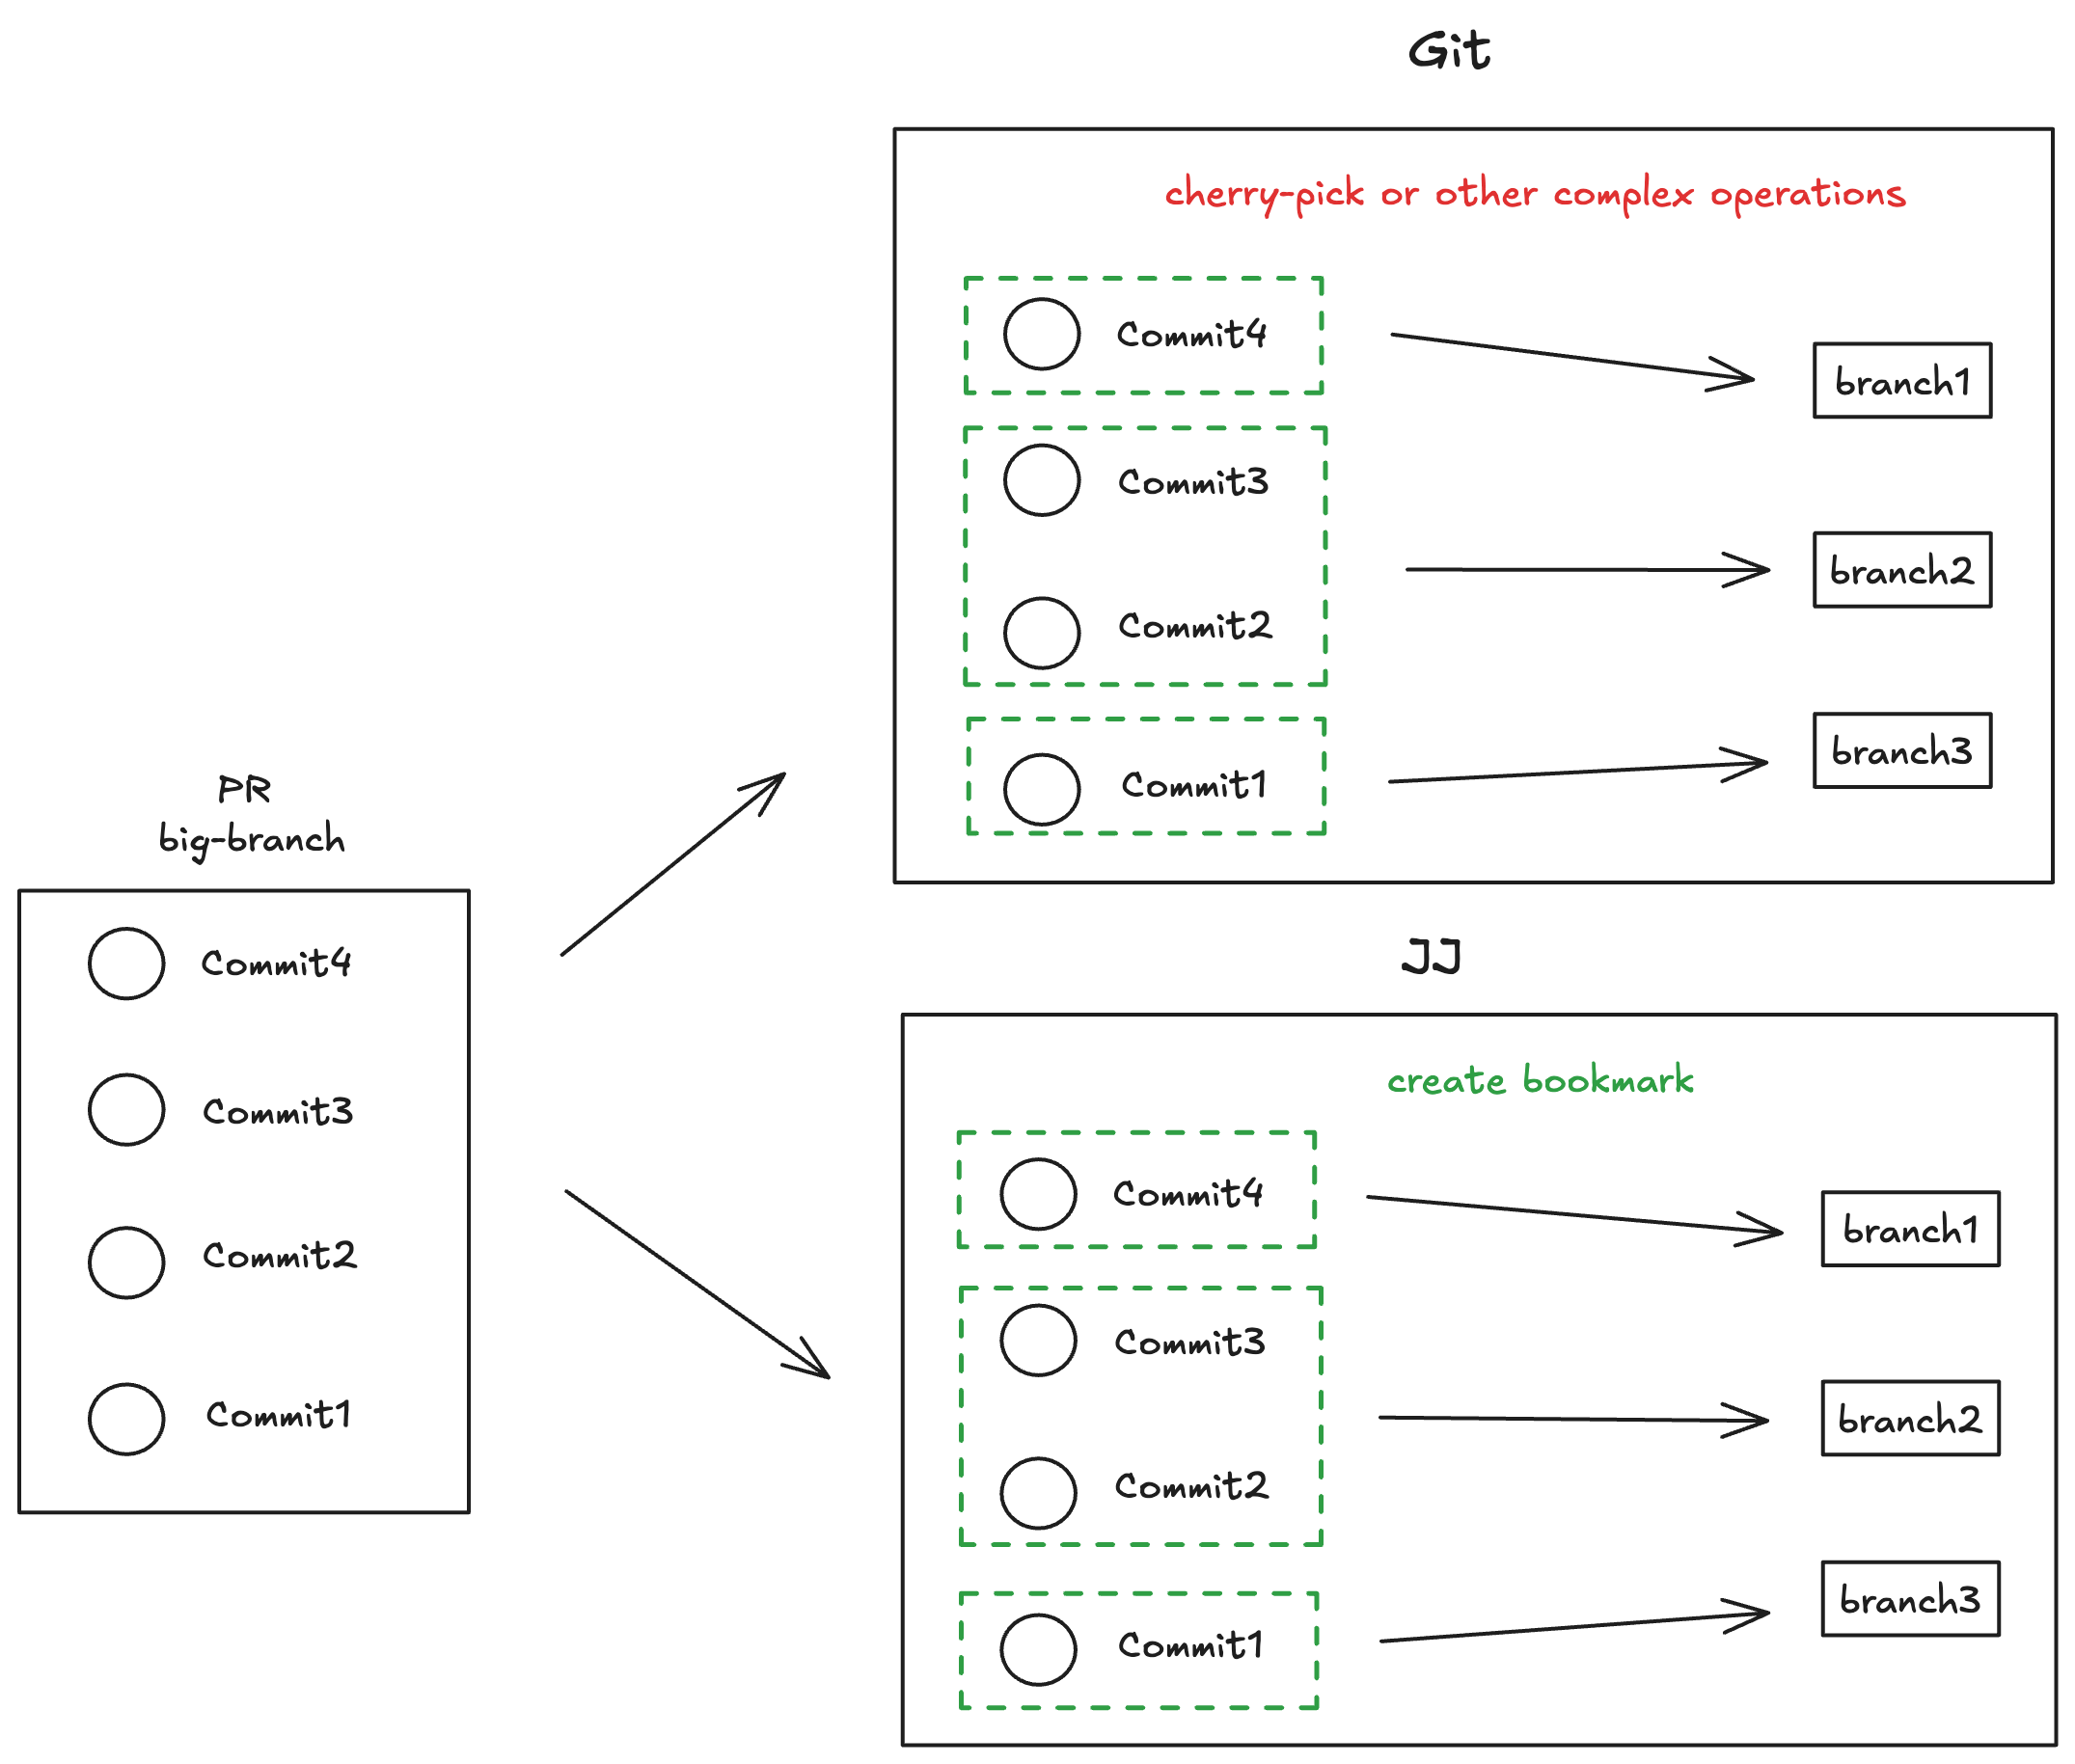 PR
big-branch
Commit4
Commit3
Commit2
Commit1
Git
cherry-pick or other complex operations
Commit4
branch1
Commit3
branch2
Commit2
branch3
Commit1
JJ
create bookmark
Commit4
branch1
Commit3
branch2
Commit2
branch3
Commit1